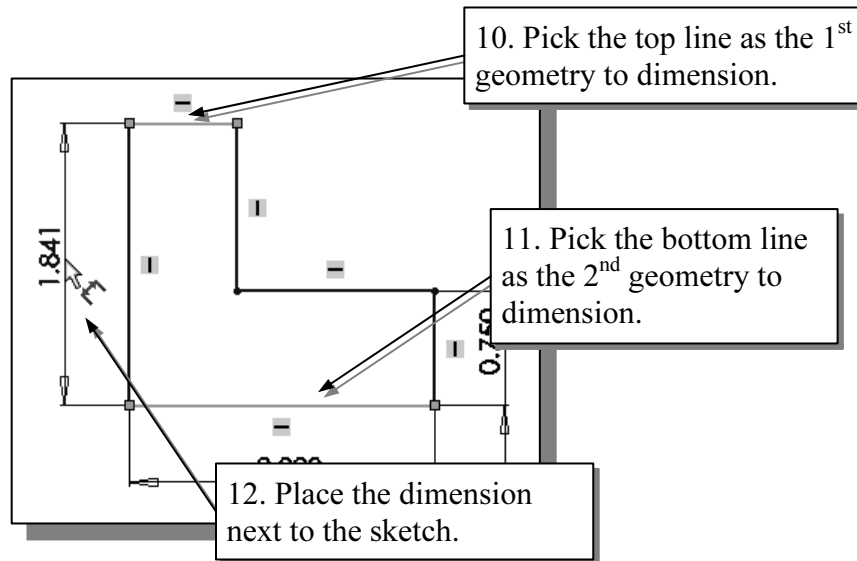 10. Pick the top line as the 1st
geometry to dimension.
1.841
11. Pick the bottom line
as the 2nd geometry to
dimension.
12. Place the dimension
next to the sketch.